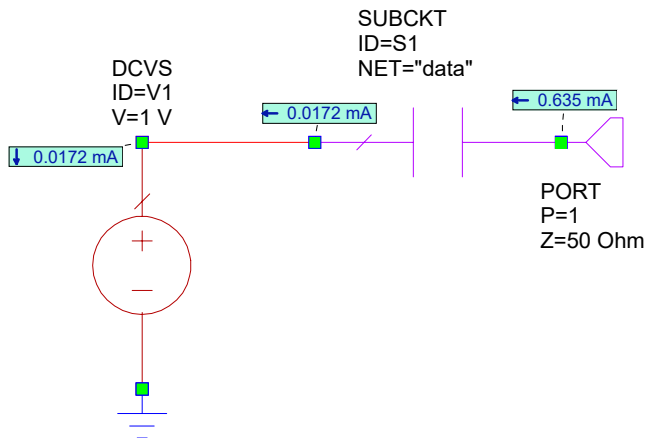 SUBCKT
ID=S1
NET="data"
DCVS
ID=V1
V=1 V
0.0172 mA
0.635 mA
0.0172 mA
PORT
P=1
Z=50 Ohm
+